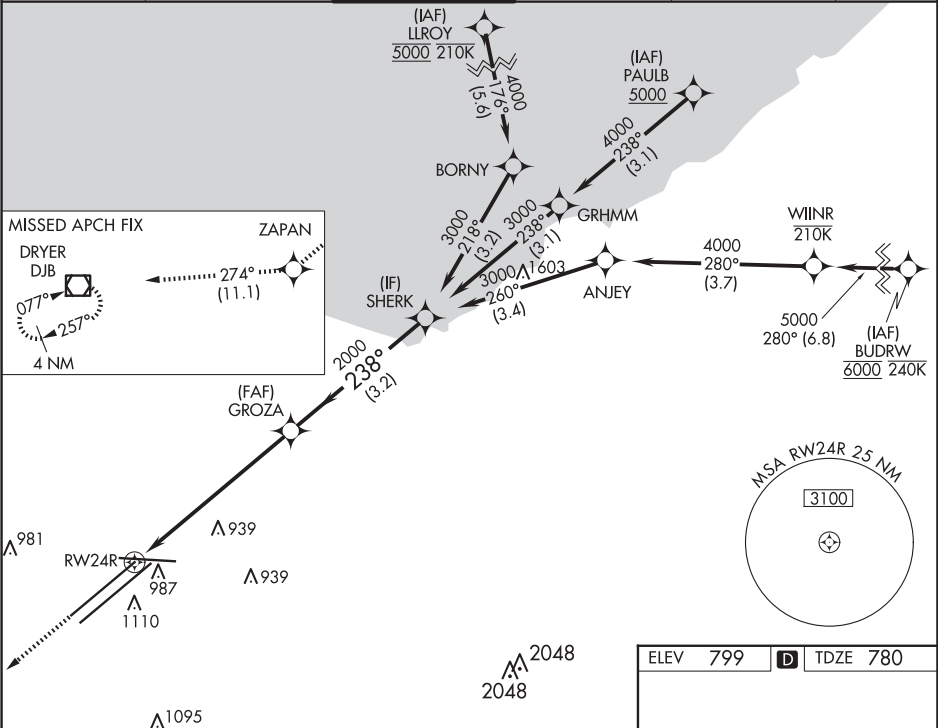 (IAF)
LLROY
5000 210K
4000
176°
(5.6)
(IAF)
PAULB
5000
4000
238°
(3.1)
BORNY
GRHMM
3000
218°
(3.2)
3000
238°
(3.1)
WIINR
210K
4000
280°
(3.7)
1603
3000
260°
(3.4)
ANJEY
5000
280° (6.8)
(IAF)
BUDRW
6000 240K
MISSED APCH FIX
DRYER
DJB
077°
257°
4 NM
ZAPAN
274°
(11.1)
(IF)
SHERK
2000
238°
(3.2)
(FAF)
GROZA
MSA RW24R 25 NM
3100
981
939
RW24R
987
939
1110
2048
2048
1095
ELEV 799 D TDZE 780